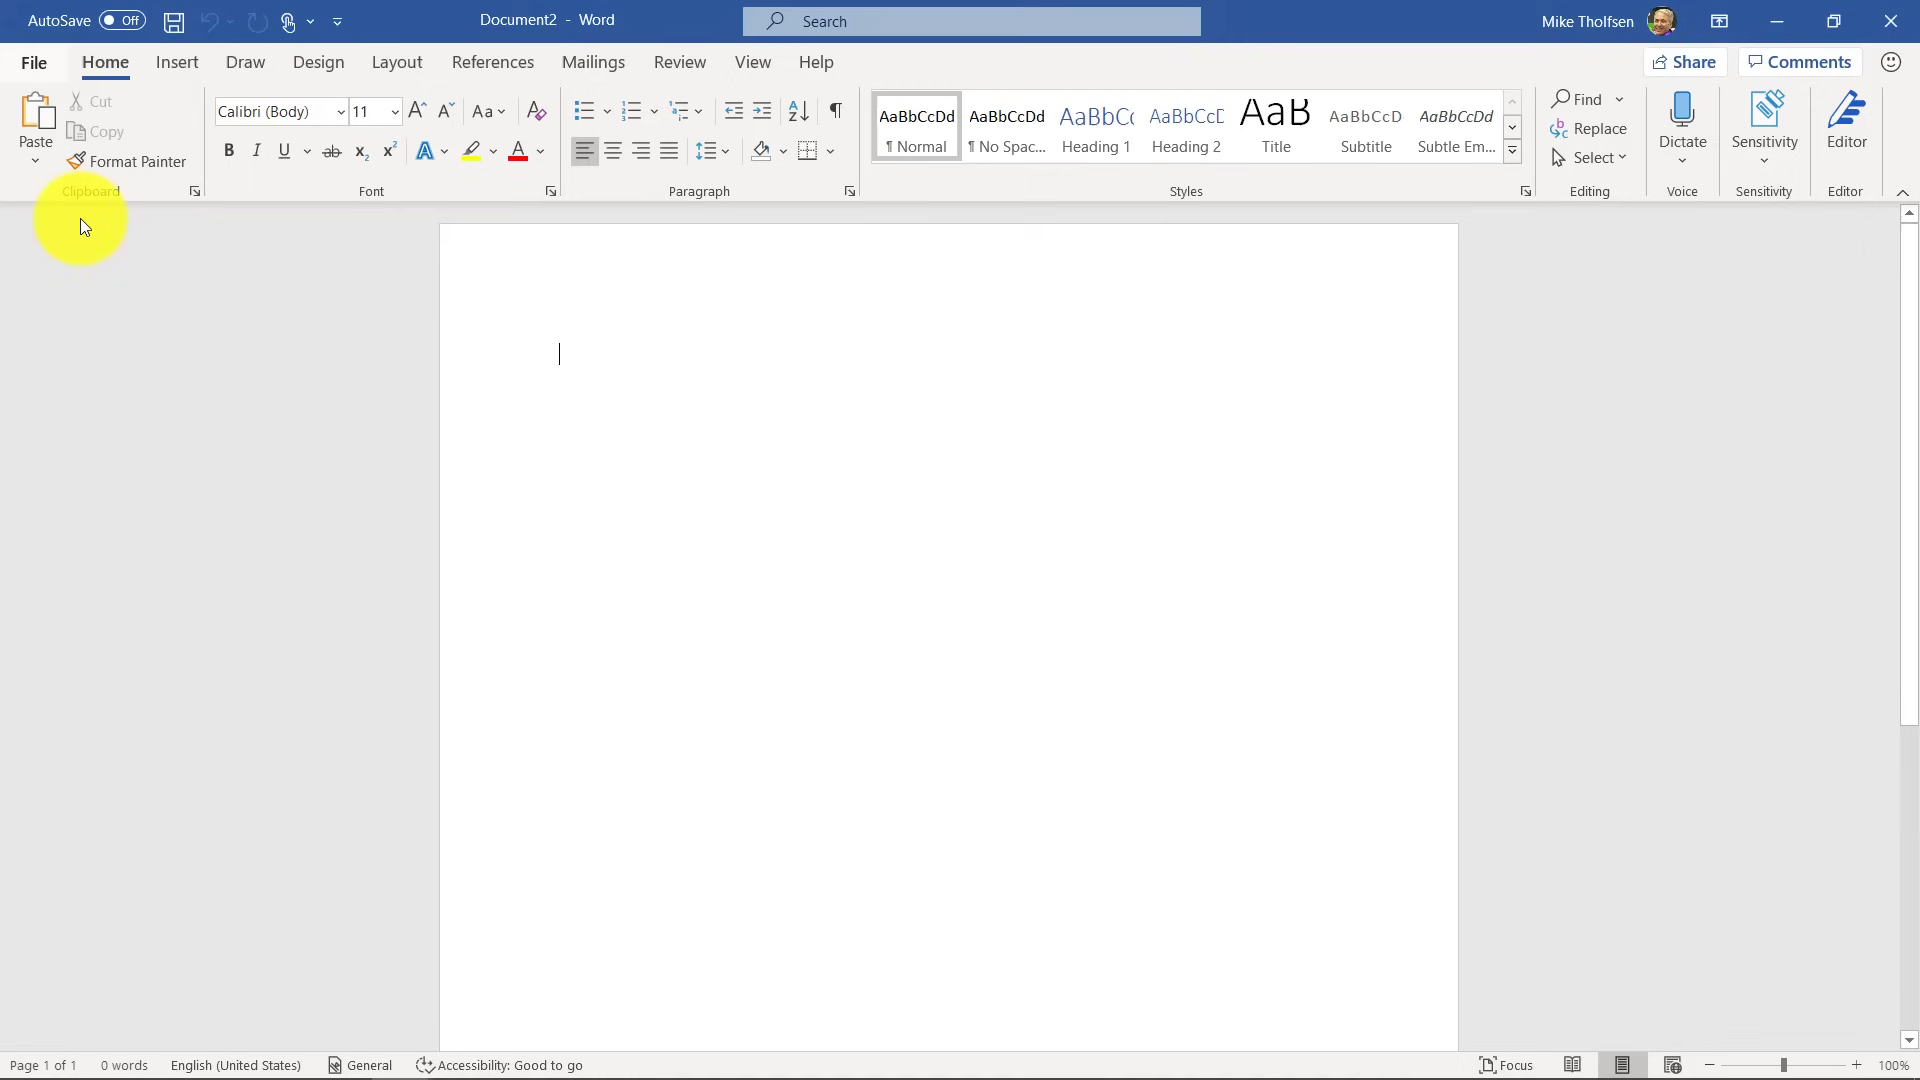 AutoSave Off Document2 - Word Search Mike Tholfsen
File Home Insert Draw Design Layout References Mailings Review View Help Share Comments
Paste Cut Copy Format Painter
Calibri (Body) 11 Aa
B I U ab x₂ x² A A
AaBbCcDd AaBbCcDd AaBbCc AaBbCcD AaB AaBbCcD AaBbCcDd
¶ Normal ¶ No Spac... Heading 1 Heading 2 Title Subtitle Subtle Em...
Find Replace Select
Dictate Sensitivity Editor
Clipboard Font Paragraph Styles Editing Voice Sensitivity Editor
Page 1 of 1 0 words English (United States) General Accessibility: Good to go Focus 100%